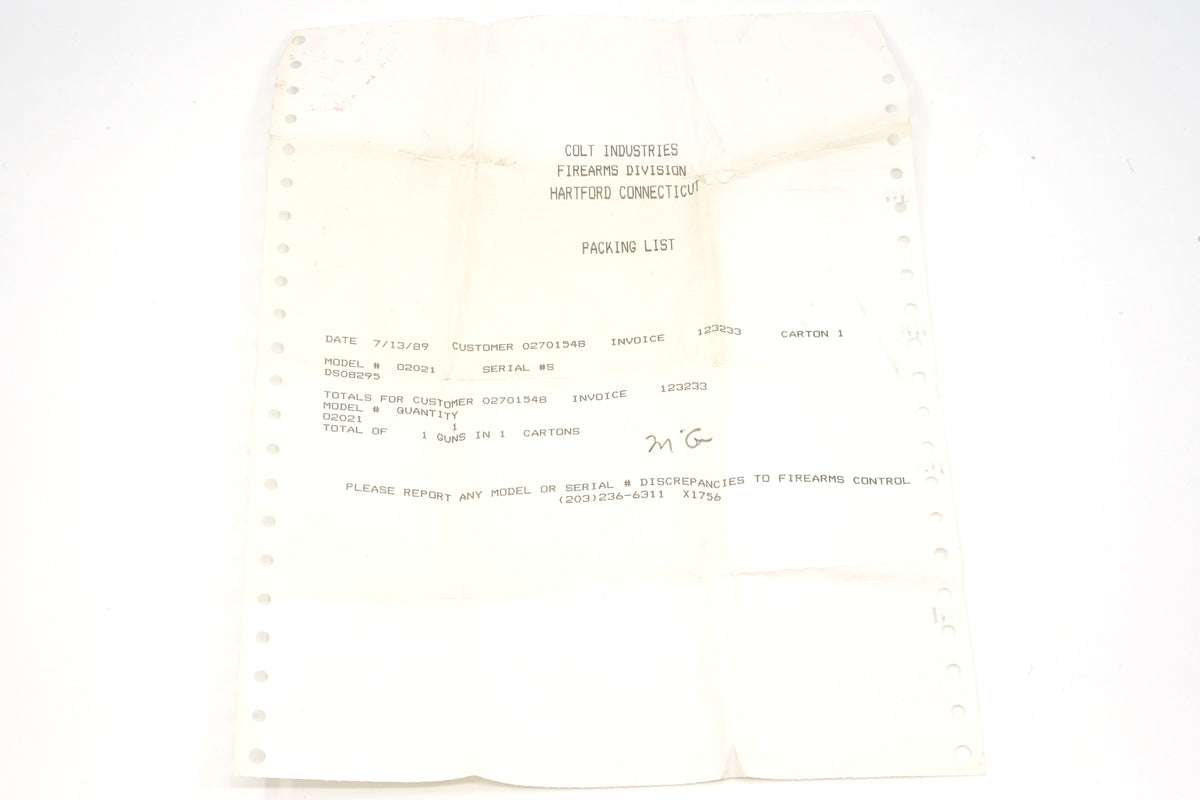 COLT INDUSTRIES
FIREARMS DIVISION
HARTFORD CONNECTICUT
PACKING LIST
DATE 7/13/89 CUSTOMER 02701548 INVOICE 123233 CARTON 1
MODEL # 02021 SERIAL #S
DS08295
TOTALS FOR CUSTOMER 02701548 INVOICE 123233
MODEL # QUANTITY
02021 1
TOTAL OF 1 GUNS IN 1 CARTONS
PLEASE REPORT ANY MODEL OR SERIAL # DISCREPANCIES TO FIREARMS CONTROL
(203)236-6311 X1756